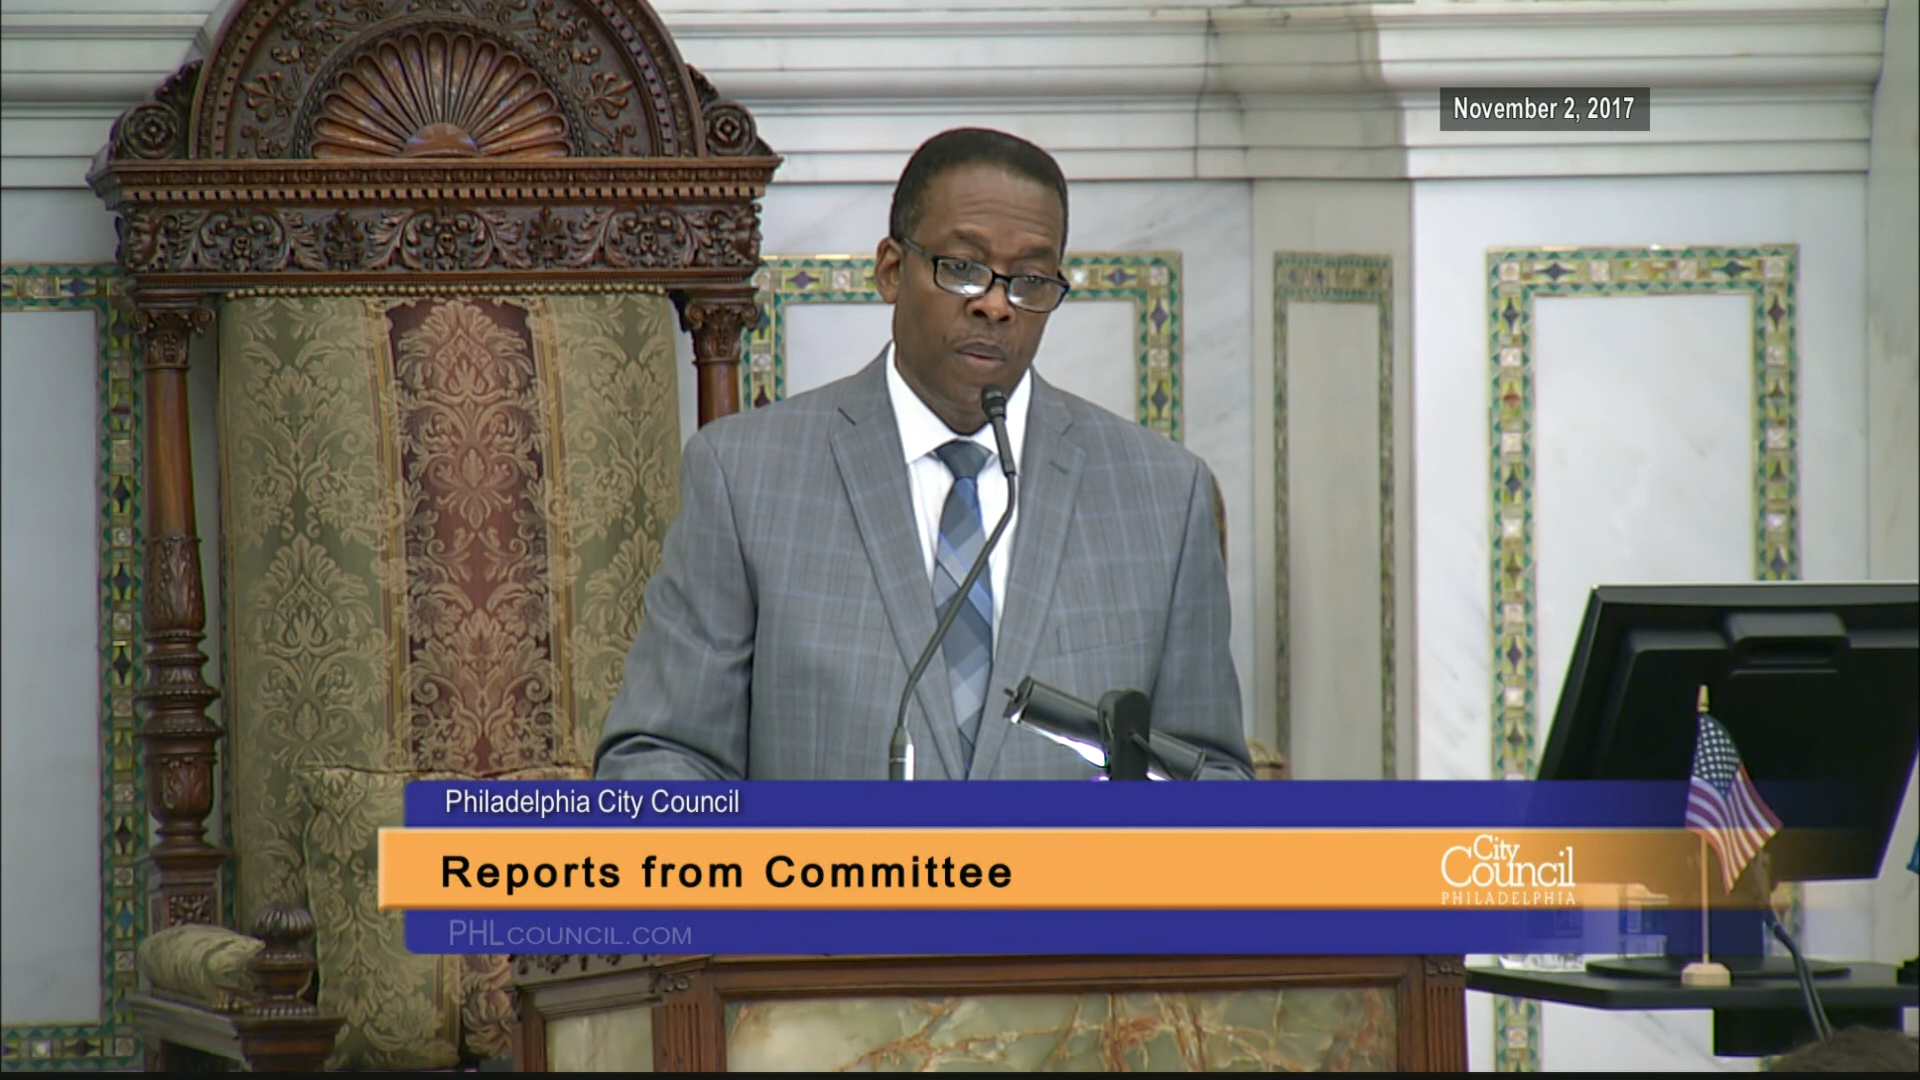 November 2, 2017
Philadelphia City Council
Reports from Committee
City
Council
PHILADELPHIA
PHLCOUNCIL.COM